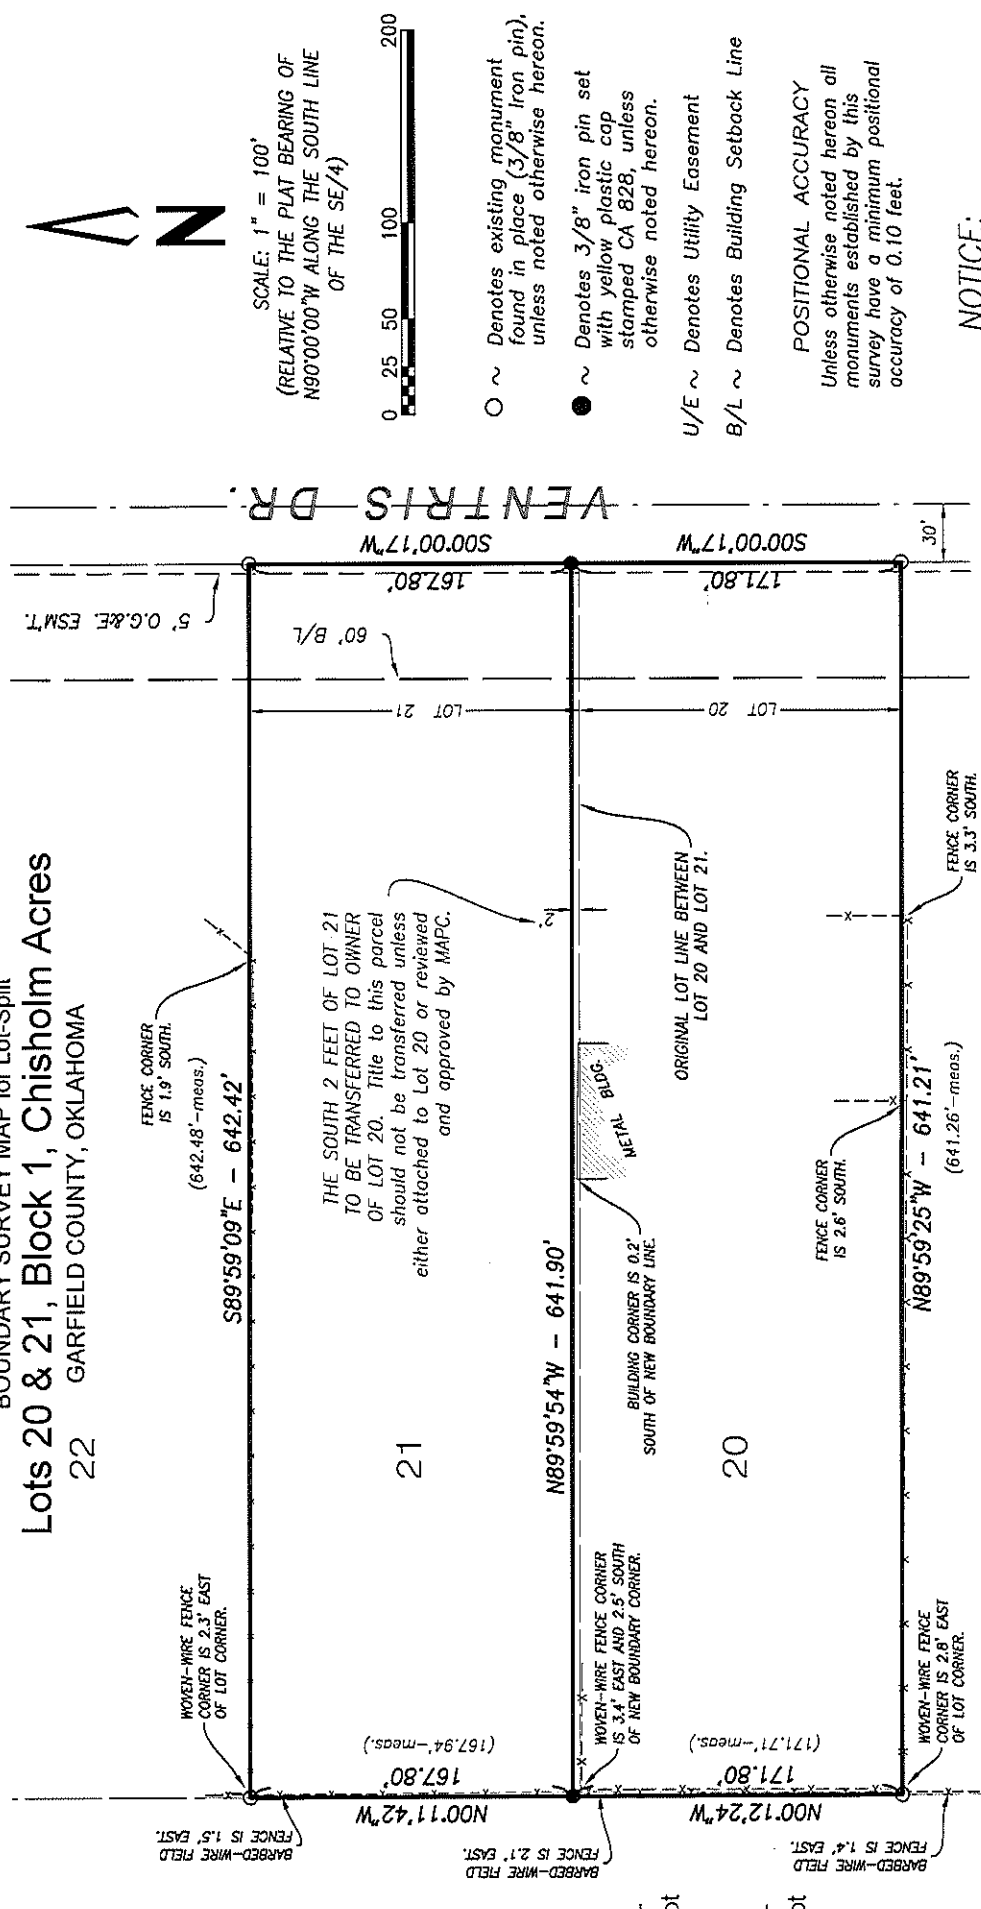 BOUNDARY SURVEY MAP for Lot-Split
Lots 20 & 21, Block 1, Chisholm Acres
GARFIELD COUNTY, OKLAHOMA
22
WOVEN-WIRE FENCE
CORNER IS 2.3' EAST
OF LOT CORNER.
FENCE CORNER
IS 1.9' SOUTH.
(642.48'-meas.)
S89°59'09"E - 642.42'
5' O.G.&E. ESM'T.
60' B/L
BARBED-WIRE FIELD
FENCE IS 1.5' EAST.
N00°11'42"W
167.80'
(167.94'-meas.)
21
THE SOUTH 2 FEET OF LOT 21
TO BE TRANSFERRED TO OWNER
OF LOT 20. Title to this parcel
should not be transferred unless
either attached to Lot 20 or reviewed
and approved by MAPC.
2'
LOT 21
167.80'
S00°00'17"W
VENTRIS DR.
N89°59'54"W - 641.90'
BARBED-WIRE FIELD
FENCE IS 2.1' EAST.
WOVEN-WIRE FENCE CORNER
IS 3.4' EAST AND 2.5' SOUTH
OF NEW BOUNDARY CORNER.
BUILDING CORNER IS 0.2'
SOUTH OF NEW BOUNDARY LINE.
METAL BLDG.
ORIGINAL LOT LINE BETWEEN
LOT 20 AND LOT 21.
N00°12'24"W
171.80'
(171.71'-meas.)
20
LOT 20
171.80'
S00°00'17"W
BARBED-WIRE FIELD
FENCE IS 1.4' EAST.
WOVEN-WIRE FENCE
CORNER IS 2.8' EAST
OF LOT CORNER.
FENCE CORNER
IS 2.6' SOUTH.
N89°59'25"W - 641.21'
(641.26'-meas.)
FENCE CORNER
IS 3.3' SOUTH.
30'
N
SCALE: 1" = 100'
(RELATIVE TO THE PLAT BEARING OF
N90°00'00"W ALONG THE SOUTH LINE
OF THE SE/4)
0 25 50 100 200
~ Denotes existing monument
found in place (3/8" Iron pin),
unless noted otherwise hereon.
~ Denotes 3/8" iron pin set
with yellow plastic cap
stamped CA 828, unless
otherwise noted hereon.
U/E ~ Denotes Utility Easement
B/L ~ Denotes Building Setback Line
POSITIONAL ACCURACY
Unless otherwise noted hereon all
monuments established by this
survey have a minimum positional
accuracy of 0.10 feet.
NOTICE: